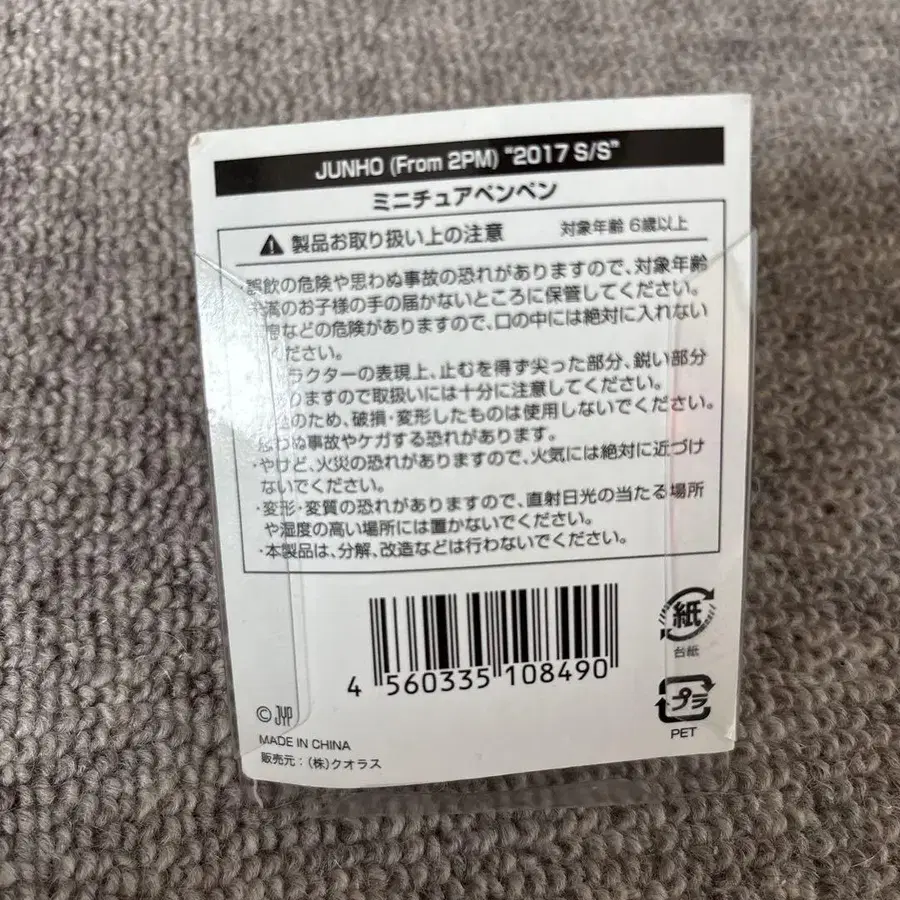 JUNHO (From 2PM) "2017 S/S"
ミニチュアペンペン
製品お取り扱い上の注意
対象年齢 6歳以上
・誤飲の危険や思わぬ事故の恐れがありますので、対象年齢
満のお子様の手の届かないところに保管してください。
などの危険がありますので、口の中には絶対に入れない
ください。
ラクターの表現上、止むを得ず尖った部分、鋭い部分
ありますので取扱いには十分に注意してください。
のため、破損・変形したものは使用しないでください。
思わぬ事故やケガする恐れがあります。
・やけど、火災の恐れがありますので、火気には絶対に近づけ
ないでください。
・変形・変質の恐れがありますので、直射日光の当たる場所
や湿度の高い場所には置かないでください。
・本製品は、分解、改造などは行わないでください。
4 560335 108490
紙
台紙
プラ
PET
© JYP
MADE IN CHINA
販売元：（株）クオラス